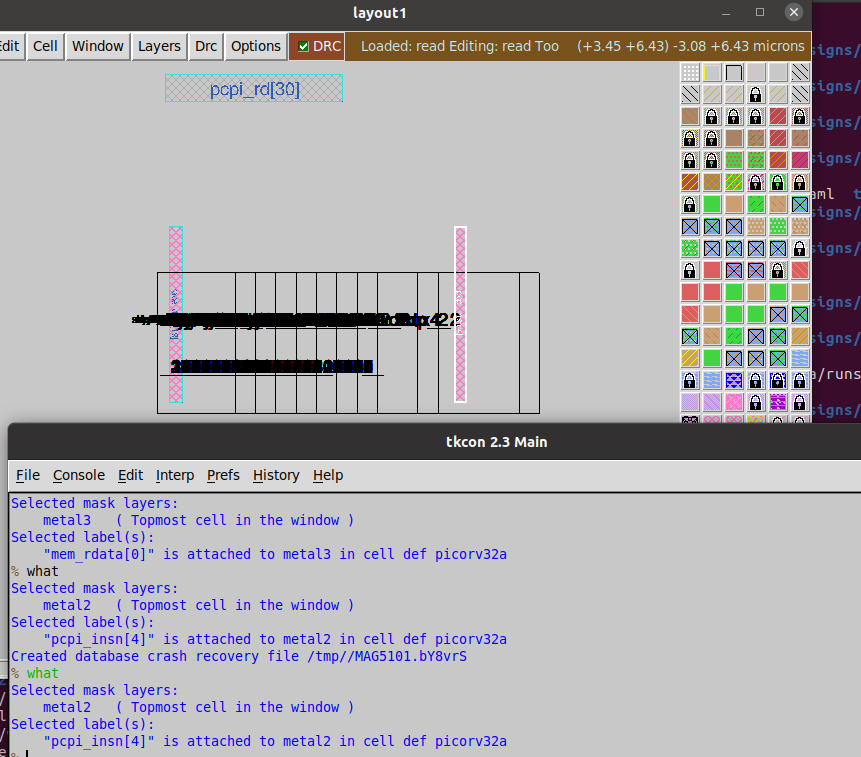 layout1
Edit Cell Window Layers Drc Options DRC Loaded: read Editing: read Too (+3.45 +6.43) -3.08 +6.43 microns
pcpi_rd[30]
signs/
signs/
signs/
signs/
aml
signs/
signs/
signs/
signs/
a/runs
signs/
tkcon 2.3 Main
File Console Edit Interp Prefs History Help
Selected mask layers:
metal3 ( Topmost cell in the window )
Selected label(s):
"mem_rdata[0]" is attached to metal3 in cell def picorv32a
% what
Selected mask layers:
metal2 ( Topmost cell in the window )
Selected label(s):
"pcpi_insn[4]" is attached to metal2 in cell def picorv32a
Created database crash recovery file /tmp//MAG5101.bY8vrS
% what
Selected mask layers:
metal2 ( Topmost cell in the window )
Selected label(s):
"pcpi_insn[4]" is attached to metal2 in cell def picorv32a
%